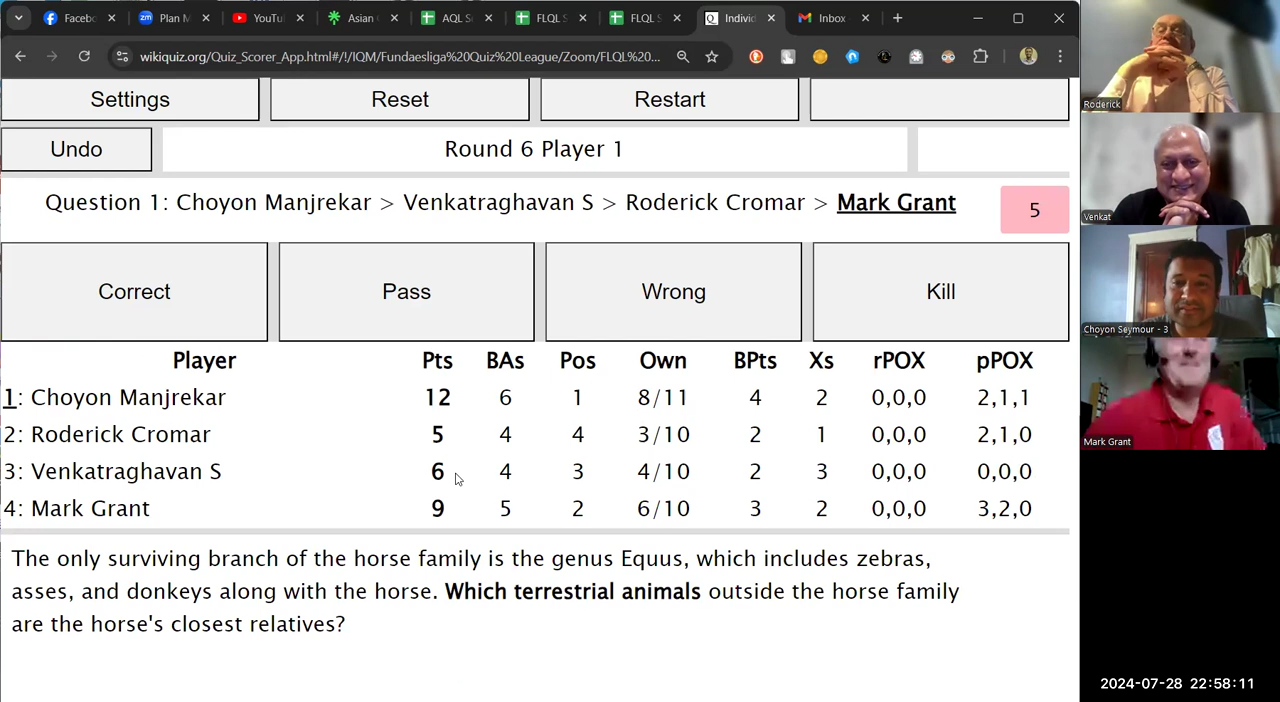 Facebo
Plan M
YouTu
Asian
AQL S
FLQL S
FLQL S
Indivio
Inbox
wikiquiz.org/Quiz_Scorer_App.html#/!/IQM/Fundaesliga%20Quiz%20League/Zoom/FLQL%20...
Settings Reset Restart
Undo Round 6 Player 1
Question 1: Choyon Manjrekar > Venkatraghavan S > Roderick Cromar > Mark Grant 5
Correct Pass Wrong Kill
Player Pts BAs Pos Own BPts Xs rPOX pPOX
1: Choyon Manjrekar 12 6 1 8/11 4 2 0,0,0 2,1,1
2: Roderick Cromar 5 4 4 3/10 2 1 0,0,0 2,1,0
3: Venkatraghavan S 6 4 3 4/10 2 3 0,0,0 0,0,0
4: Mark Grant 9 5 2 6/10 3 2 0,0,0 3,2,0
The only surviving branch of the horse family is the genus Equus, which includes zebras,
asses, and donkeys along with the horse. Which terrestrial animals outside the horse family
are the horse's closest relatives?
Roderick
Venkat
Choyon Seymour - 3
Mark Grant
2024-07-28 22:58:11